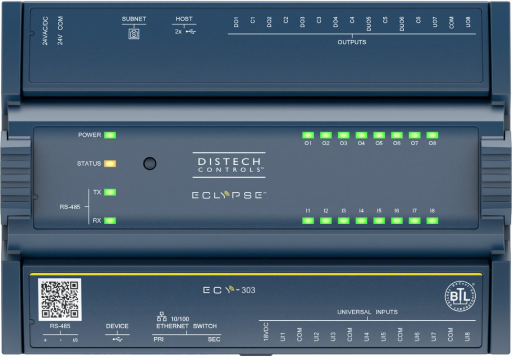 24VAC/DC
24V COM
SUBNET
HOST
2x
DO1 C1 DO2 C2 DO3 C3 DO4 C4 DUO5 C5 DUO6 C6 UO7 COM UO8
OUTPUTS
POWER
STATUS
TX
RS-485
RX
DISTECH
CONTROLS™
ECLYPSE™
O1 O2 O3 O4 O5 O6 O7 O8
I1 I2 I3 I4 I5 I6 I7 I8
ECY-303
BTL
RS-485
+ - S
DEVICE
10/100
ETHERNET SWITCH
PRI SEC
UNIVERSAL INPUTS
18VDC UI1 COM UI2 UI3 COM UI4 UI5 COM UI6 UI7 COM UI8